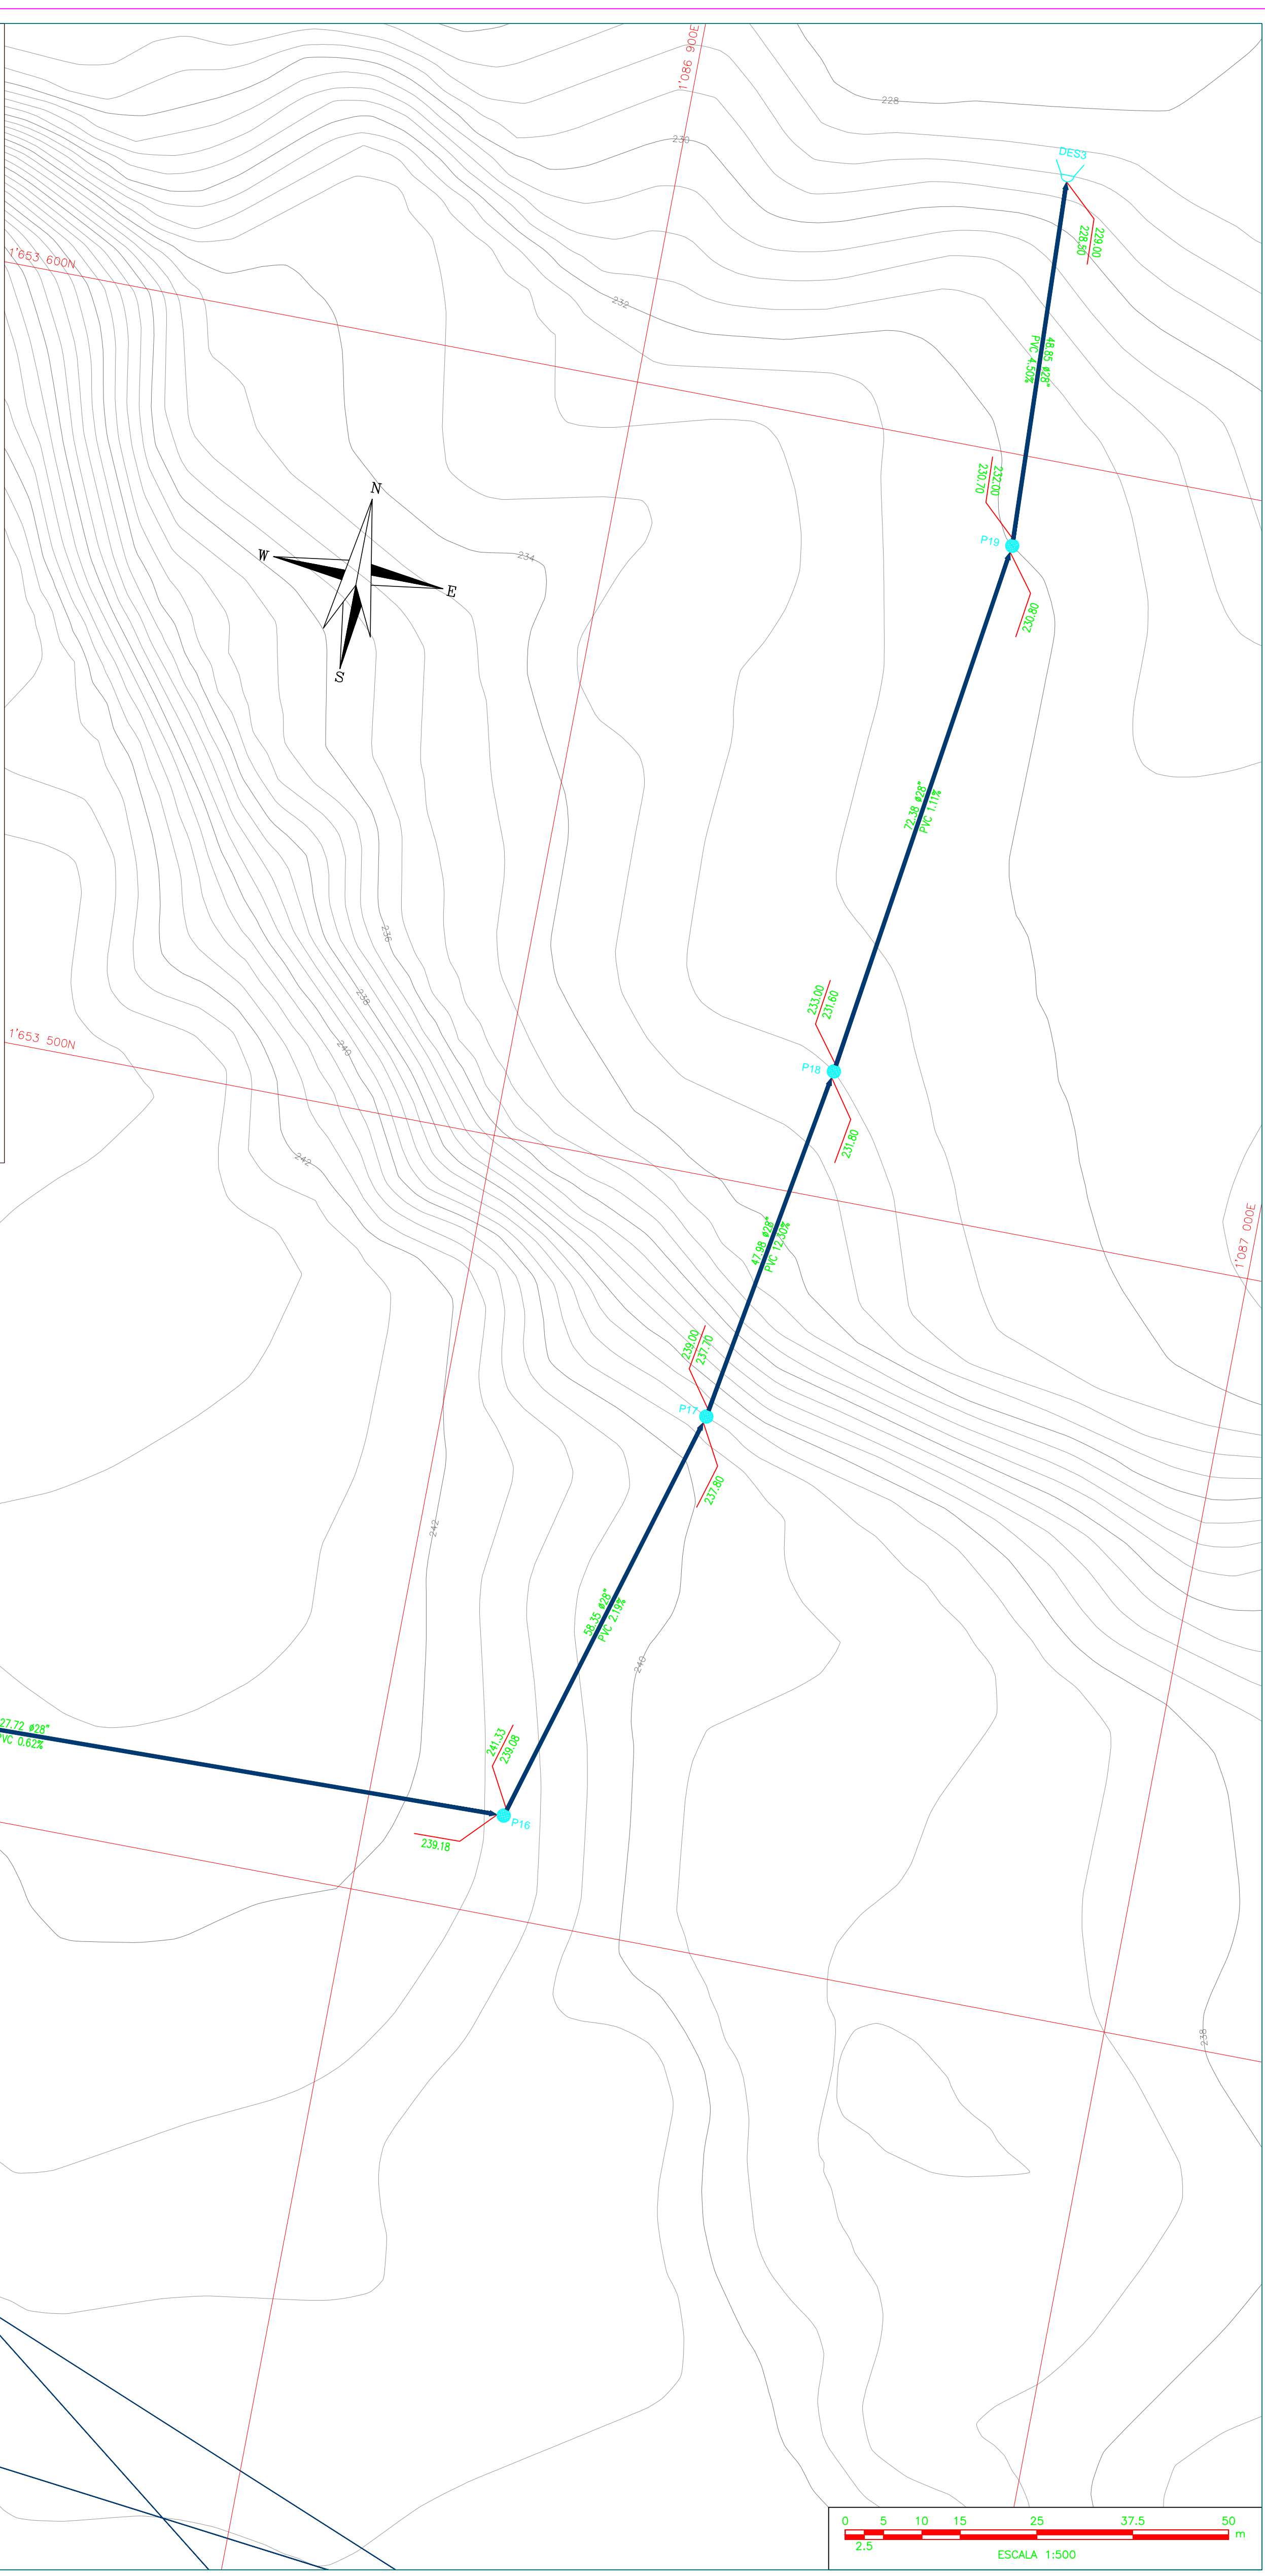 1'086 900E
228
230
DES3
229.00
228.50
1'653 600N
232
48.85 ø28"
PVC 4.50%
232.00
230.70
P19
N
W
E
S
234
230.80
72.38 ø28"
PVC 1.11%
236
238
233.00
231.60
1'653 500N
240
P18
231.80
242
1'087 000E
47.98 ø28"
PVC 12.30%
239.00
237.70
P17
237.80
242
58.35 ø28"
PVC 2.19%
240
27.72 ø28"
PVC 0.62%
241.33
239.08
P16
239.18
238
0 5 10 15 25 37.5 50
m
2.5
ESCALA 1:500